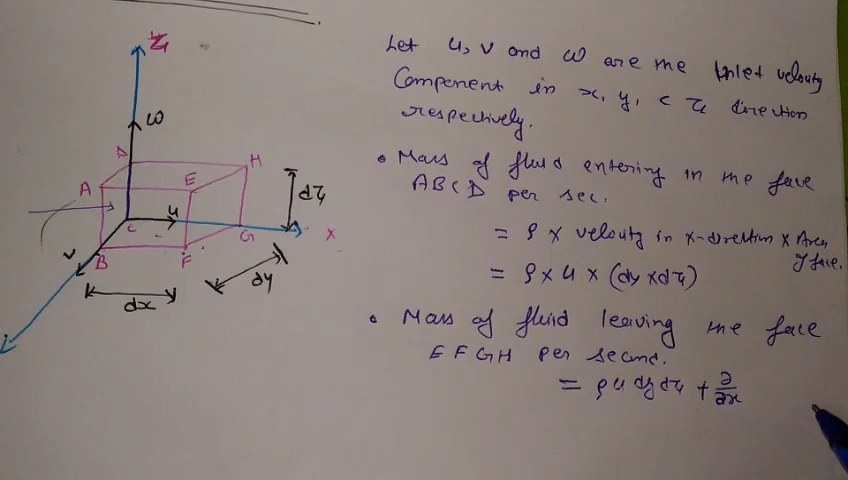 Z
w
D
H
A
E
dz
u
C
G
x
v
B
F
dy
dx
Let u, v and w are the Inlet velocity
Component in x, y, & z direction
respectively.
• Mass of fluid entering in the face
ABCD per sec.
= ρ × velocity in x-direction × Area
of face.
= ρ × u × (dy × dz)
• Mass of fluid leaving the face
EFGH per second.
= ρ u dy dz + ∂/∂x